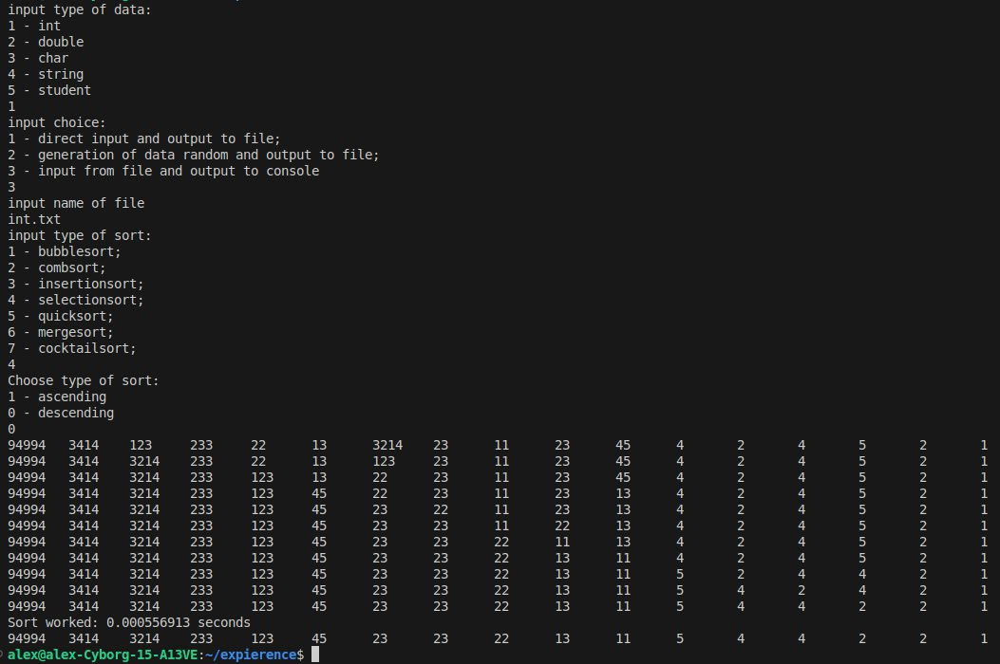 input type of data:
1 - int
2 - double
3 - char
4 - string
5 - student
1
input choice:
1 - direct input and output to file;
2 - generation of data random and output to file;
3 - input from file and output to console
3
input name of file
int.txt
input type of sort:
1 - bubblesort;
2 - combsort;
3 - insertionsort;
4 - selectionsort;
5 - quicksort;
6 - mergesort;
7 - cocktailsort;
4
Choose type of sort:
1 - ascending
0 - descending
0
94994 3414 123 233 22 13 3214 23 11 23 45 4 2 4 5 2 1
94994 3414 3214 233 22 13 123 23 11 23 45 4 2 4 5 2 1
94994 3414 3214 233 123 13 22 23 11 23 45 4 2 4 5 2 1
94994 3414 3214 233 123 45 22 23 11 23 13 4 2 4 5 2 1
94994 3414 3214 233 123 45 23 22 11 23 13 4 2 4 5 2 1
94994 3414 3214 233 123 45 23 23 11 22 13 4 2 4 5 2 1
94994 3414 3214 233 123 45 23 23 22 11 13 4 2 4 5 2 1
94994 3414 3214 233 123 45 23 23 22 13 11 4 2 4 5 2 1
94994 3414 3214 233 123 45 23 23 22 13 11 5 2 4 4 2 1
94994 3414 3214 233 123 45 23 23 22 13 11 5 4 2 4 2 1
94994 3414 3214 233 123 45 23 23 22 13 11 5 4 4 2 2 1
Sort worked: 0.000556913 seconds
94994 3414 3214 233 123 45 23 23 22 13 11 5 4 4 2 2 1
alex@alex-Cyborg-15-A13VE:~/expierence$